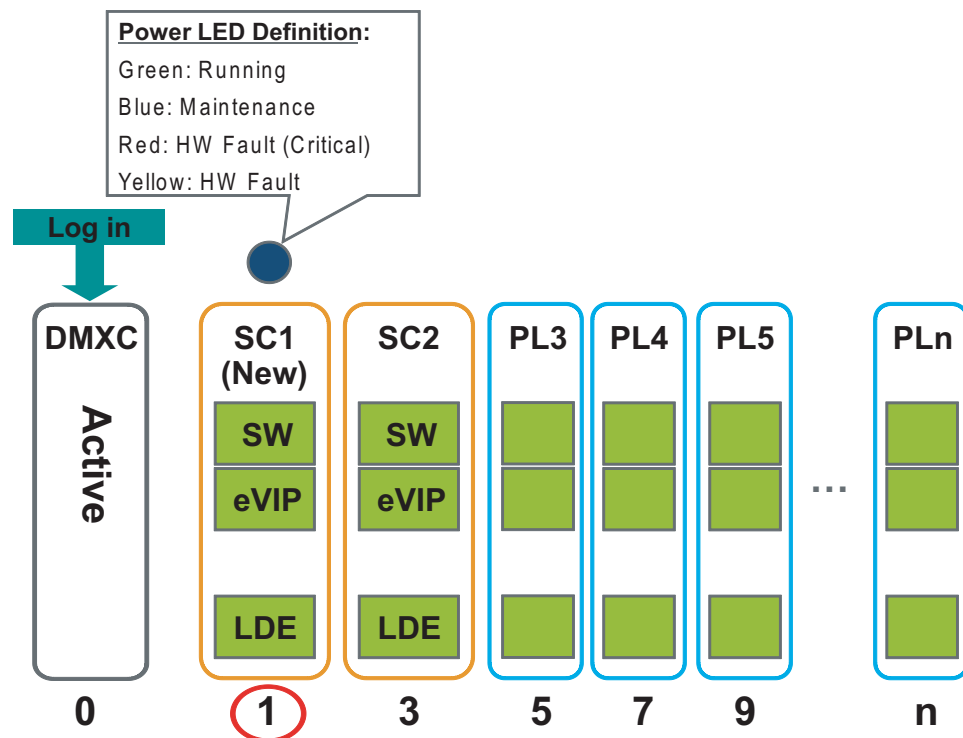 Power LED Definition:
Green: Running
Blue: Maintenance
Red: HW Fault (Critical)
Yellow: HW Fault
Log in
DMXC
Active
SC1
(New)
SW
eVIP
LDE
SC2
SW
eVIP
LDE
PL3
PL4
PL5
...
PLn
0
1
3
5
7
9
n